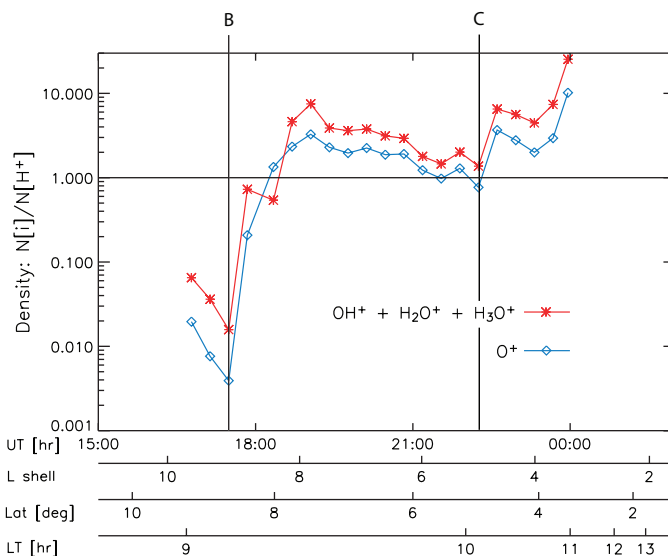 B C
Density: N[i]/N[H⁺]
10.000
1.000
0.100
0.010
0.001
OH⁺ + H₂O⁺ + H₃O⁺
O⁺
15:00 18:00 21:00 00:00
UT [hr]
L shell 10 8 6 4 2
Lat [deg] 10 8 6 4 2
LT [hr] 9 10 11 12 13